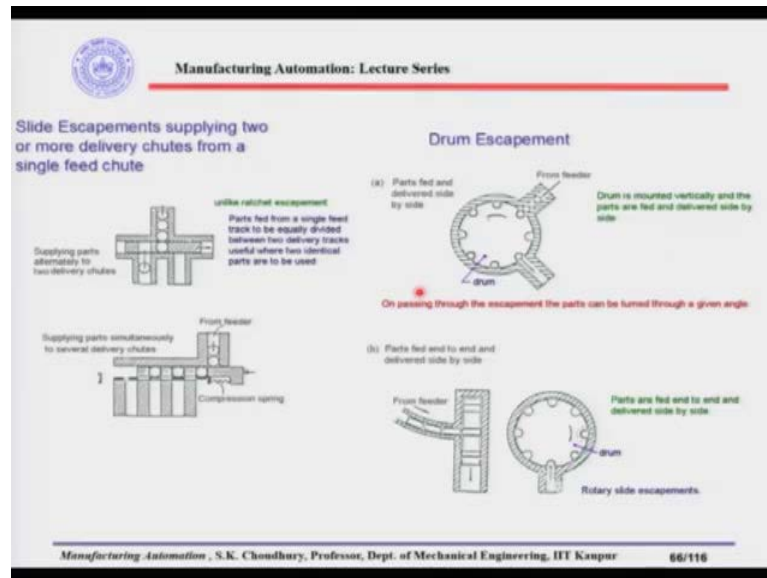 Manufacturing Automation: Lecture Series
Slide Escapements supplying two
or more delivery chutes from a
single feed chute
unlike ratchet escapement
Parts fed from a single feed
track to be equally divided
between two delivery tracks
useful where two identical
parts are to be used
Supplying parts
alternately to
two delivery chutes
Supplying parts simultaneously
to several delivery chutes
From feeder
Compression spring
Drum Escapement
(a) Parts fed and
delivered side
by side
From feeder
Drum is mounted vertically and the
parts are fed and delivered side by
side
drum
On passing through the escapement the parts can be turned through a given angle
(b) Parts fed end to end and
delivered side by side
From feeder
Parts are fed end to end and
delivered side by side
drum
Rotary slide escapements.
Manufacturing Automation , S.K. Choudhury, Professor, Dept. of Mechanical Engineering, IIT Kanpur
66/116